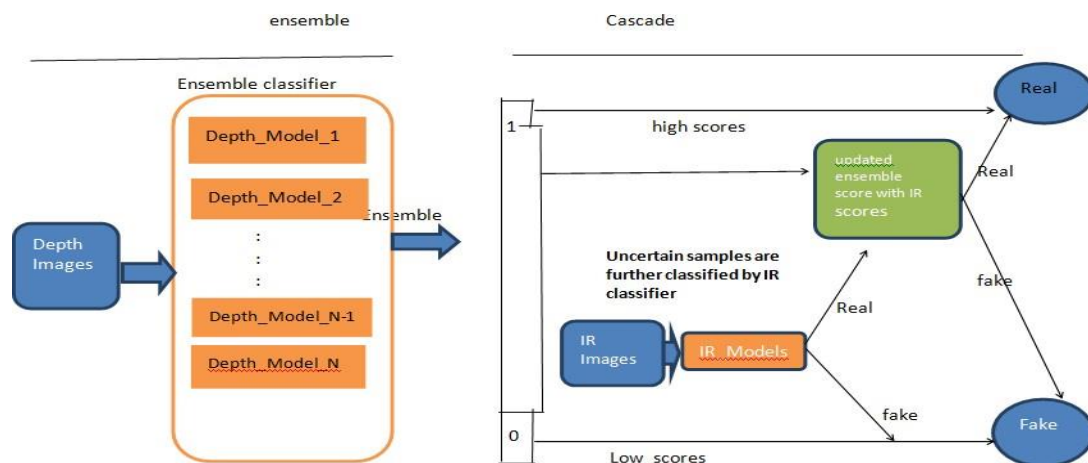 ensemble
Cascade
Ensemble classifier
Depth_Model_1
Depth_Model_2
:
:
:
Depth_Model_N-1
Depth_Model_N
Depth
Images
Ensemble
1
high scores
Real
updated
ensemble
score with IR
scores
Real
fake
Uncertain samples are
further classified by IR
classifier
Real
IR
Images
IR Models
fake
0
Low scores
Fake